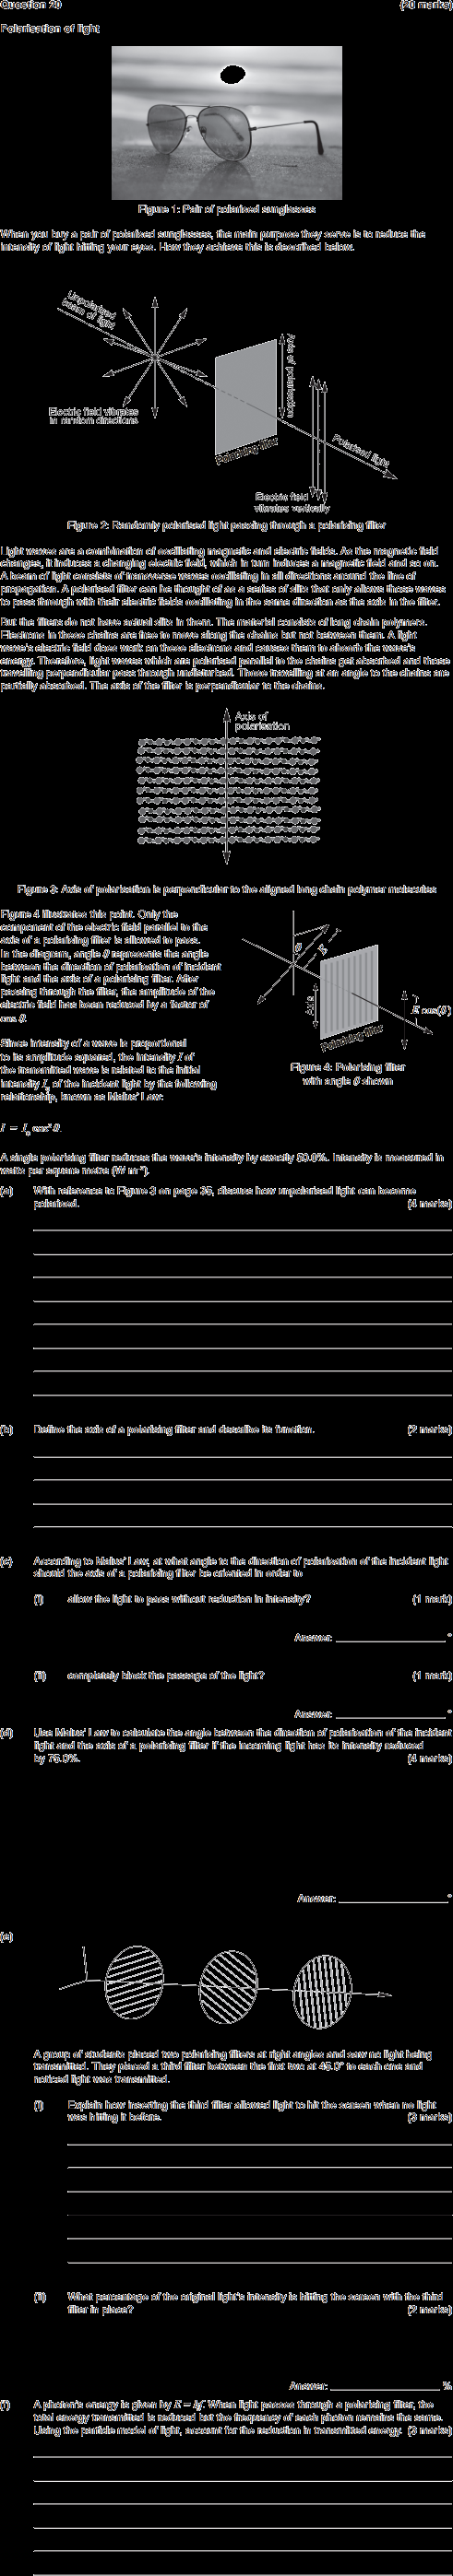 Question 20
(20 marks)
Polarisation of light
Figure 1: Pair of polarised sunglasses
When you buy a pair of polarised sunglasses, the main purpose they serve is to reduce the
intensity of light hitting your eyes. How they achieve this is described below.
Unpolarised
beam of light
Axis of polarisation
Electric field vibrates
in random directions
Polarising filter
Polarised light
Electric field
vibrates vertically
Figure 2: Randomly polarised light passing through a polarising filter
Light waves are a combination of oscillating magnetic and electric fields. As the magnetic field
changes, it induces a changing electric field, which in turn induces a magnetic field and so on.
A beam of light consists of transverse waves oscillating in all directions around the line of
propagation. A polarised filter can be thought of as a series of slits that only allows these waves
to pass through with their electric fields oscillating in the same direction as the axis in the filter.
But the filters do not have actual slits in them. The material consists of long chain polymers.
Electrons in these chains are free to move along the chains but not between them. A light
wave's electric field does work on these electrons and causes them to absorb the wave's
energy. Therefore, light waves which are polarised parallel to the chains get absorbed and those
travelling perpendicular pass through undisturbed. Those travelling at an angle to the chains are
partially absorbed. The axis of the filter is perpendicular to the chains.
Axis of
polarisation
Figure 3: Axis of polarisation is perpendicular to the aligned long chain polymer molecules
Figure 4 illustrates this point. Only the
component of the electric field parallel to the
axis of a polarising filter is allowed to pass.
In the diagram, angle θ represents the angle
between the direction of polarisation of incident
light and the axis of a polarising filter. After
passing through the filter, the amplitude of the
electric field has been reduced by a factor of
cos θ.
θ
E
Axis
E cos(θ)
Polarising filter
Figure 4: Polarising filter
with angle θ shown
Since intensity of a wave is proportional
to its amplitude squared, the intensity I of
the transmitted wave is related to the initial
intensity I₀ of the incident light by the following
relationship, known as Malus' Law:
I = I₀ cos² θ.
A single polarising filter reduces the wave's intensity by exactly 50.0%. Intensity is measured in
watts per square metre (W m⁻²).
(a) With reference to Figure 3 on page 35, discuss how unpolarised light can become
polarised. (4 marks)
(b) Define the axis of a polarising filter and describe its function. (2 marks)
(c) According to Malus' Law, at what angle to the direction of polarisation of the incident light
should the axis of a polarising filter be oriented in order to
(i) allow the light to pass without reduction in intensity? (1 mark)
Answer: °
(ii) completely block the passage of the light? (1 mark)
Answer: °
(d) Use Malus' Law to calculate the angle between the direction of polarisation of the incident
light and the axis of a polarising filter if the incoming light has its intensity reduced
by 75.0%. (4 marks)
Answer: °
(e)
A group of students placed two polarising filters at right angles and saw no light being
transmitted. They placed a third filter between the first two at 45.0° to each one and
noticed light was transmitted.
(i) Explain how inserting the third filter allowed light to hit the screen when no light
was hitting it before. (3 marks)
(ii) What percentage of the original light's intensity is hitting the screen with the third
filter in place? (2 marks)
Answer: %
(f) A photon's energy is given by E = hf. When light passes through a polarising filter, the
total energy transmitted is reduced but the frequency of each photon remains the same.
Using the particle model of light, account for the reduction in transmitted energy. (3 marks)